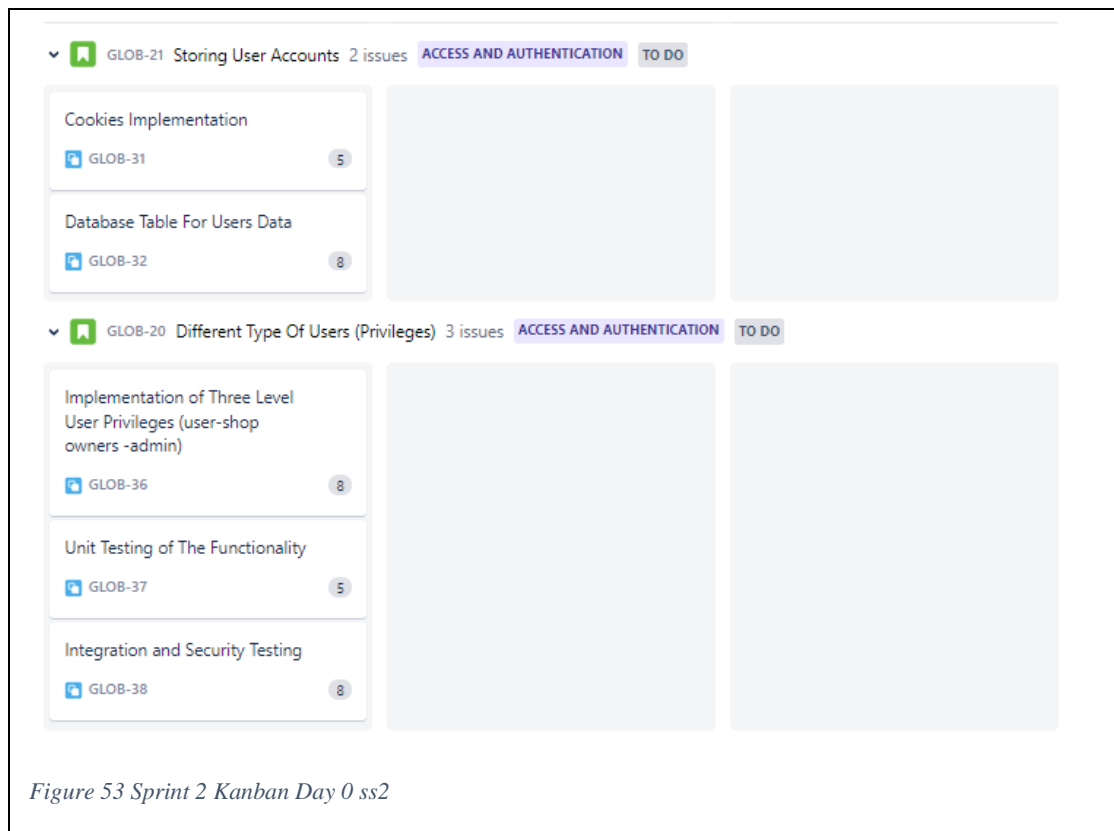 GLOB-21 Storing User Accounts 2 issues ACCESS AND AUTHENTICATION TO DO
Cookies Implementation
GLOB-31 5
Database Table For Users Data
GLOB-32 8
GLOB-20 Different Type Of Users (Privileges) 3 issues ACCESS AND AUTHENTICATION TO DO
Implementation of Three Level
User Privileges (user-shop
owners -admin)
GLOB-36 8
Unit Testing of The Functionality
GLOB-37 5
Integration and Security Testing
GLOB-38 8
Figure 53 Sprint 2 Kanban Day 0 ss2